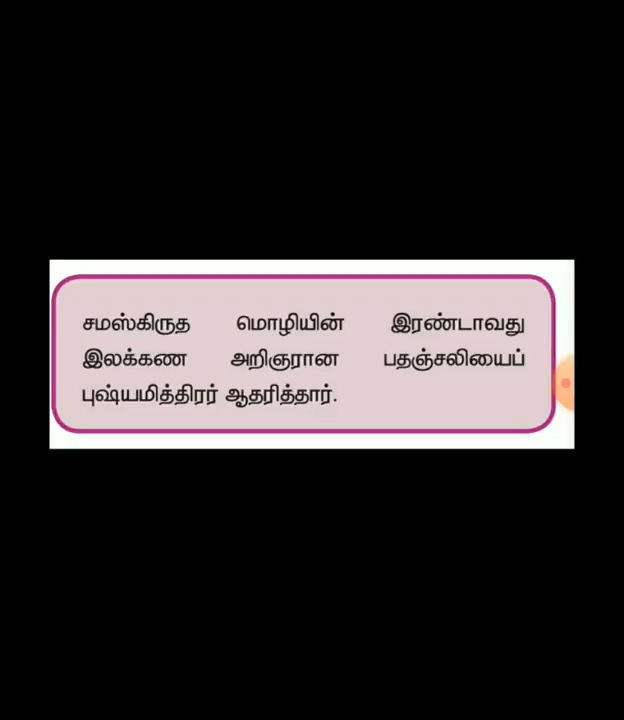 சமஸ்கிருத மொழியின் இரண்டாவது
இலக்கண அறிஞரான பதஞ்சலியைப்
புஷ்யமித்திரர் ஆதரித்தார்.